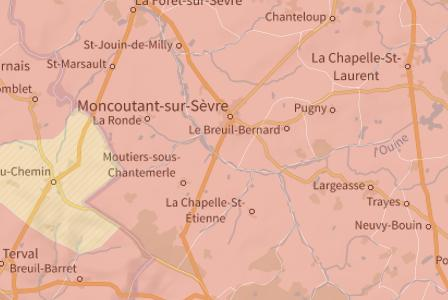 La Forêt-sur-Sèvre
Chanteloup
St-Jouin-de-Milly
La Chapelle-St-
Laurent
St-Marsault
Moncoutant-sur-Sèvre
La Ronde
Pugny
Le Breuil-Bernard
l'Ouine
Moutiers-sous-
Chantemerle
u-Chemin
Largeasse
La Chapelle-St-
Étienne
Trayes
Neuvy-Bouin
Terval
Breuil-Barret